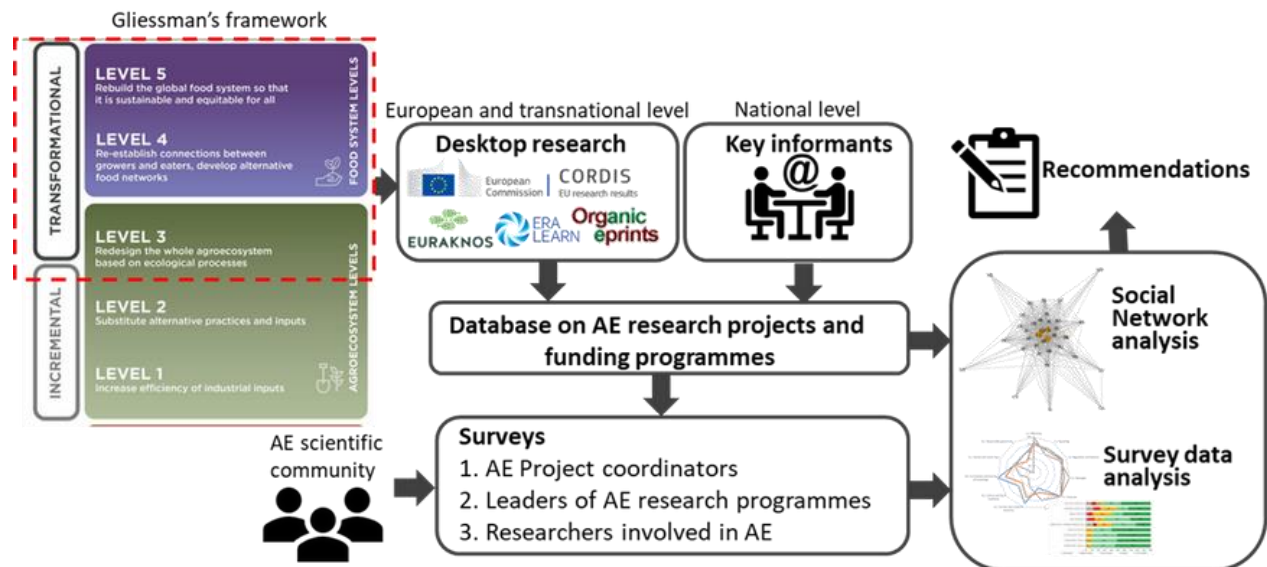 Gliessman's framework
TRANSFORMATIONAL
INCREMENTAL
LEVEL 5
Rebuild the global food system so that
it is sustainable and equitable for all
LEVEL 4
Re-establish connections between
growers and eaters, develop alternative
food networks
FOOD SYSTEM LEVELS
LEVEL 3
Redesign the whole agroecosystem
based on ecological processes
LEVEL 2
Substitute alternative practices and inputs
LEVEL 1
Increase efficiency of industrial inputs
AGROECOSYSTEM LEVELS
European and transnational level
Desktop research
European
Commission
CORDIS
EU research results
EURAKNOS
ERA
LEARN
Organic
eprints
National level
Key informants
@
Database on AE research projects and
funding programmes
AE scientific
community
Surveys
1. AE Project coordinators
2. Leaders of AE research programmes
3. Researchers involved in AE
Recommendations
Social
Network
analysis
Survey data
analysis